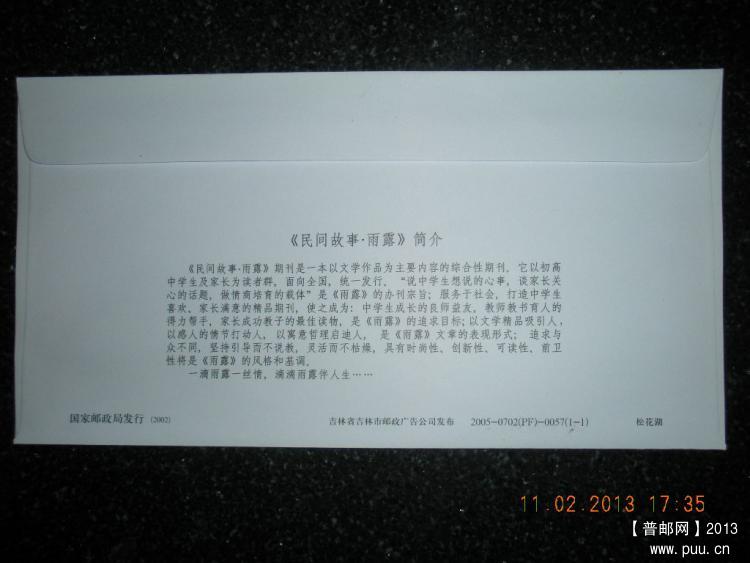 《民间故事·雨露》简介
《民间故事·雨露》期刊是一本以文学作品为主要内容的综合性期刊，它以初高
中学生及家长为读者群，面向全国，统一发行，“说中学生想说的心事，谈家长关
心的话题，做情商培育的载体”是《雨露》的办刊宗旨；服务于社会，打造中学生
喜欢、家长满意的精品期刊，使之成为：中学生成长的良师益友，教师教书育人的
得力帮手，家长成功教子的最佳读物，是《雨露》的追求目标；以文学精品吸引人，
以感人的情节打动人，以寓意哲理启迪人，是《雨露》文章的表现形式；追求与
众不同，坚持引导而不说教，灵活而不枯燥，具有时尚性、创新性、可读性、前卫
性将是《雨露》的风格和基调。
一滴雨露一丝情，滴滴雨露伴人生……
国家邮政局发行 (2002) 吉林省吉林市邮政广告公司发布 2005-0702(PF)-0057(1-1) 松花湖
11.02.2013 17:35
【普邮网】2013
www.puu.cn